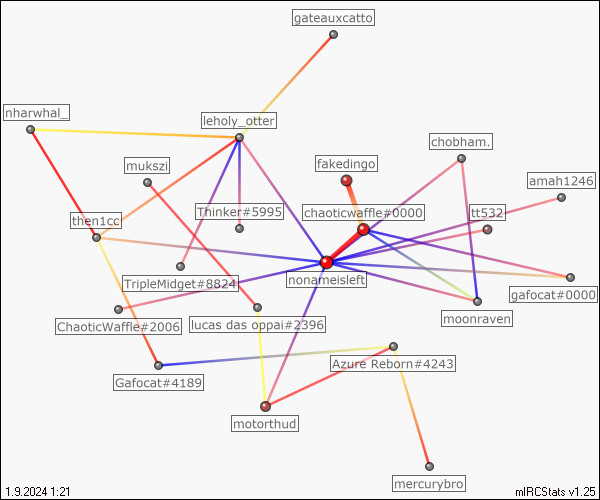 gateauxcatto
nharwhal_
leholy_otter
chobham.
mukszi
fakedingo
amah1246
Thinker#5995
chaoticwaffle#0000
tt532
then1cc
TripleMidget#8824
nonameisleft
gafocat#0000
ChaoticWaffle#2006
lucas das oppai#2396
moonraven
Azure Reborn#4243
Gafocat#4189
motorthud
mercurybro
1.9.2024 1:21
mIRCStats v1.25